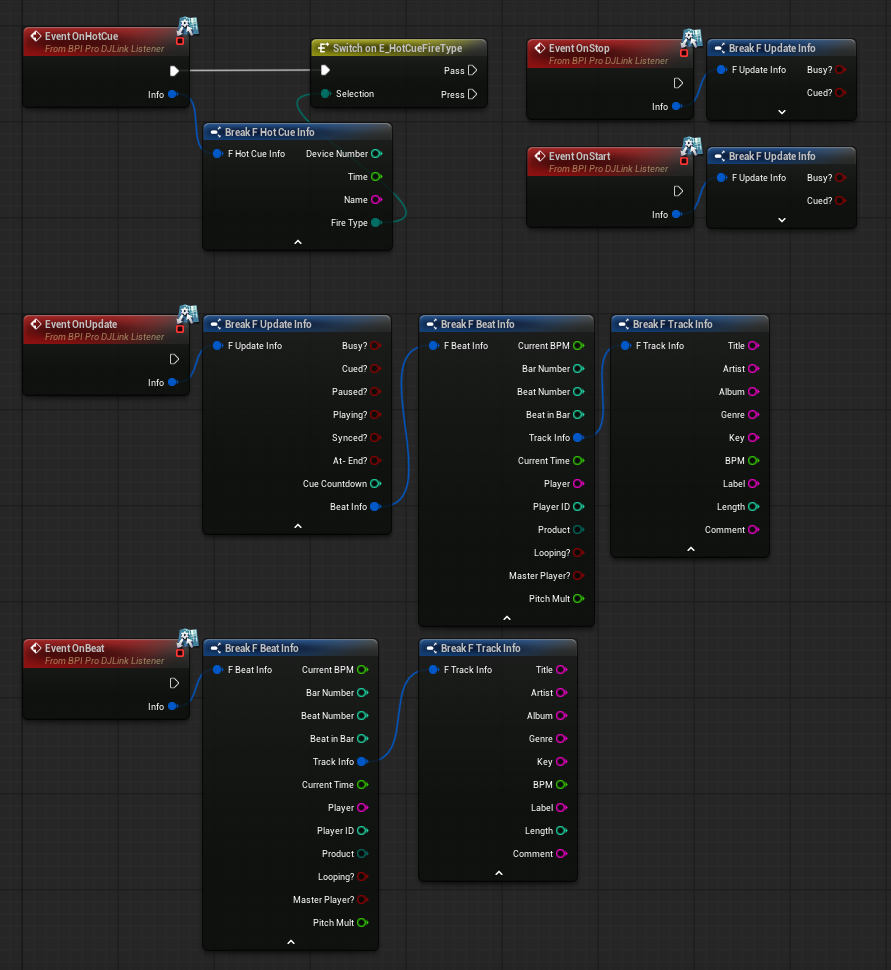 Event OnHotCue
From BPI Pro DJLink Listener
Info
Switch on E_HotCueFireType
Pass
Selection
Press
Break F Hot Cue Info
F Hot Cue Info
Device Number
Time
Name
Fire Type
Event OnStop
From BPI Pro DJLink Listener
Info
Break F Update Info
F Update Info
Busy?
Cued?
Event OnStart
From BPI Pro DJLink Listener
Info
Break F Update Info
F Update Info
Busy?
Cued?
Event OnUpdate
From BPI Pro DJLink Listener
Info
Break F Update Info
F Update Info
Busy?
Cued?
Paused?
Playing?
Synced?
At- End?
Cue Countdown
Beat Info
Break F Beat Info
F Beat Info
Current BPM
Bar Number
Beat Number
Beat in Bar
Track Info
Current Time
Player
Player ID
Product
Looping?
Master Player?
Pitch Mult
Break F Track Info
F Track Info
Title
Artist
Album
Genre
Key
BPM
Label
Length
Comment
Event OnBeat
From BPI Pro DJLink Listener
Info
Break F Beat Info
F Beat Info
Current BPM
Bar Number
Beat Number
Beat in Bar
Track Info
Current Time
Player
Player ID
Product
Looping?
Master Player?
Pitch Mult
Break F Track Info
F Track Info
Title
Artist
Album
Genre
Key
BPM
Label
Length
Comment